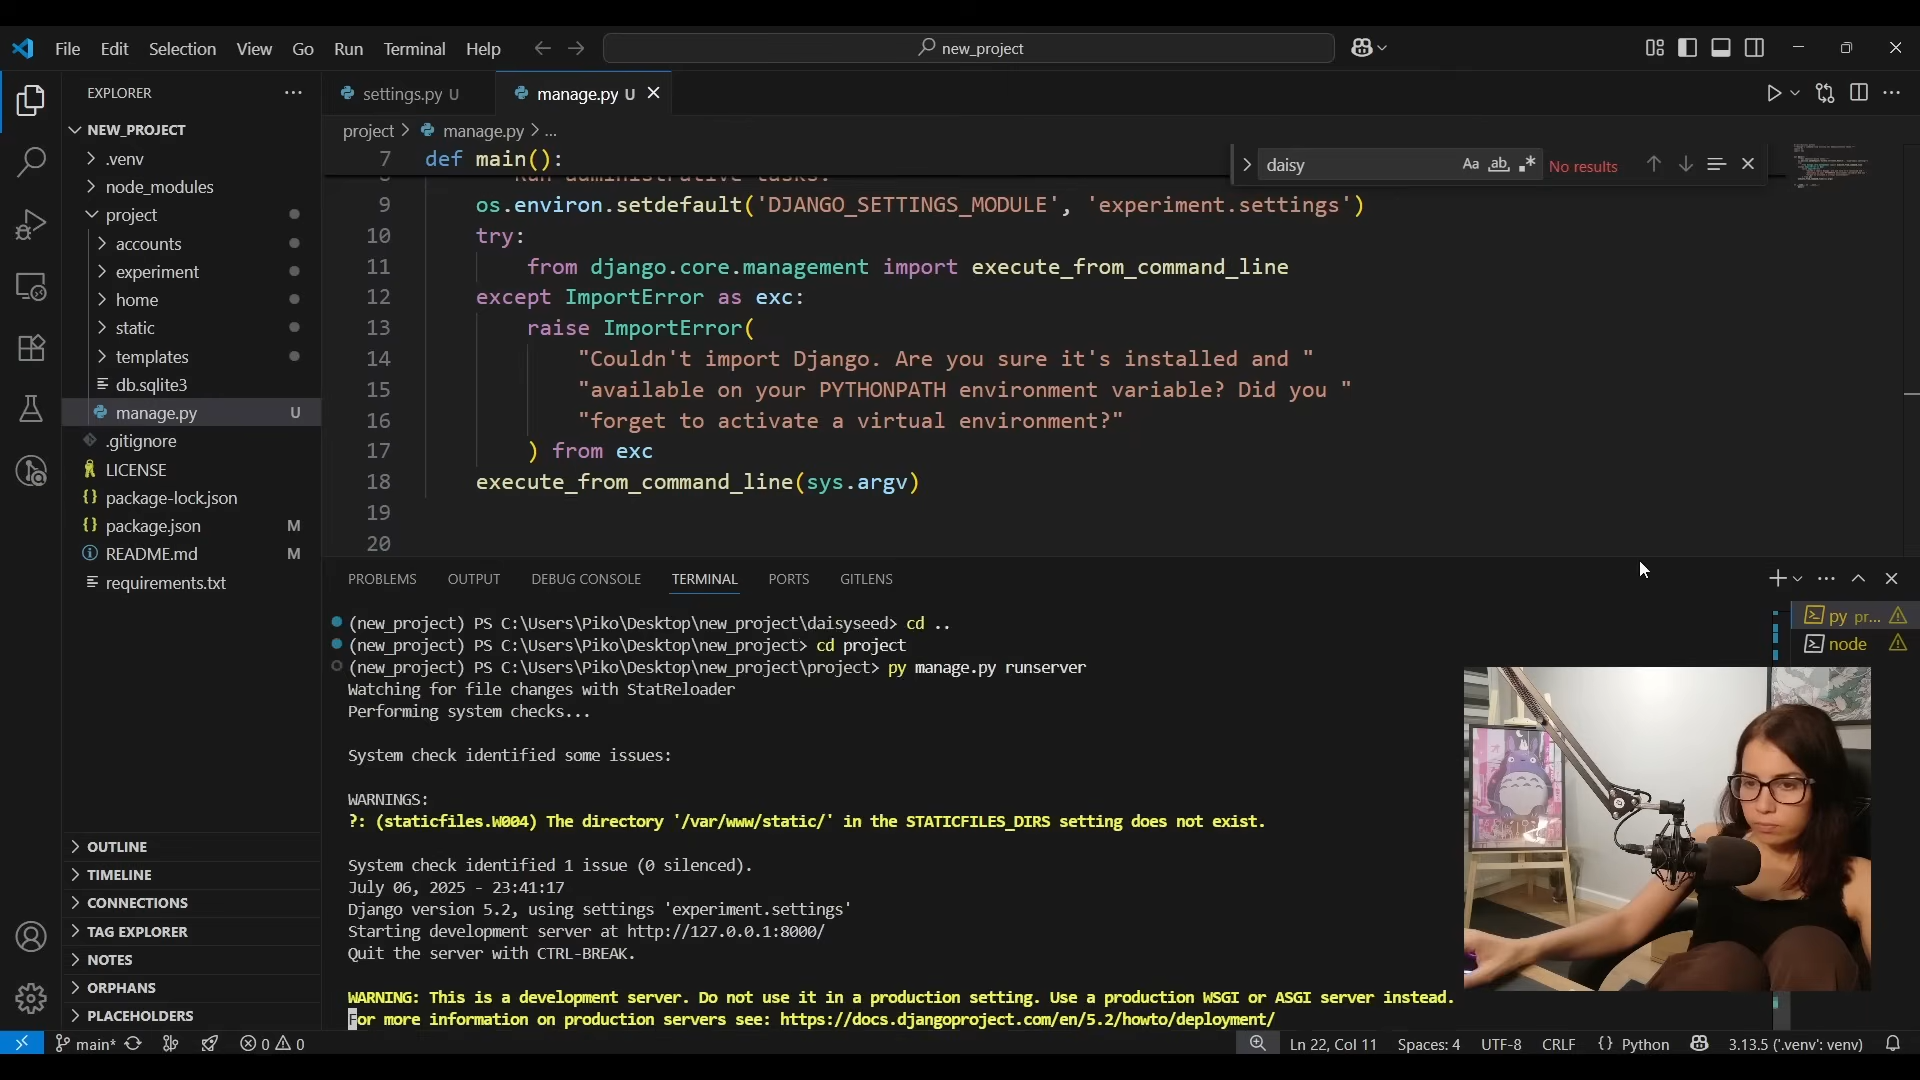 File Edit Selection View Go Run Terminal Help
new_project
EXPLORER
NEW_PROJECT
.venv
node_modules
project
accounts
experiment
home
static
templates
db.sqlite3
manage.py U
.gitignore
LICENSE
package-lock.json
package.json M
README.md M
requirements.txt
OUTLINE
TIMELINE
CONNECTIONS
TAG EXPLORER
NOTES
ORPHANS
PLACEHOLDERS
settings.py U manage.py U
project > manage.py > ...
daisy Aa ab .* No results
7 def main():
9 os.environ.setdefault('DJANGO_SETTINGS_MODULE', 'experiment.settings')
10 try:
11 from django.core.management import execute_from_command_line
12 except ImportError as exc:
13 raise ImportError(
14 "Couldn't import Django. Are you sure it's installed and "
15 "available on your PYTHONPATH environment variable? Did you "
16 "forget to activate a virtual environment?"
17 ) from exc
18 execute_from_command_line(sys.argv)
19
20
PROBLEMS OUTPUT DEBUG CONSOLE TERMINAL PORTS GITLENS
py pr...
node
(new_project) PS C:\Users\Piko\Desktop\new_project\daisyseed> cd ..
(new_project) PS C:\Users\Piko\Desktop\new_project> cd project
(new_project) PS C:\Users\Piko\Desktop\new_project\project> py manage.py runserver
Watching for file changes with StatReloader
Performing system checks...
System check identified some issues:
WARNINGS:
?: (staticfiles.W004) The directory '/var/www/static/' in the STATICFILES_DIRS setting does not exist.
System check identified 1 issue (0 silenced).
July 06, 2025 - 23:41:17
Django version 5.2, using settings 'experiment.settings'
Starting development server at http://127.0.0.1:8000/
Quit the server with CTRL-BREAK.
WARNING: This is a development server. Do not use it in a production setting. Use a production WSGI or ASGI server instead.
For more information on production servers see: https://docs.djangoproject.com/en/5.2/howto/deployment/
main* 0 0 Ln 22, Col 11 Spaces: 4 UTF-8 CRLF {} Python 3.13.5 ('.venv': venv)